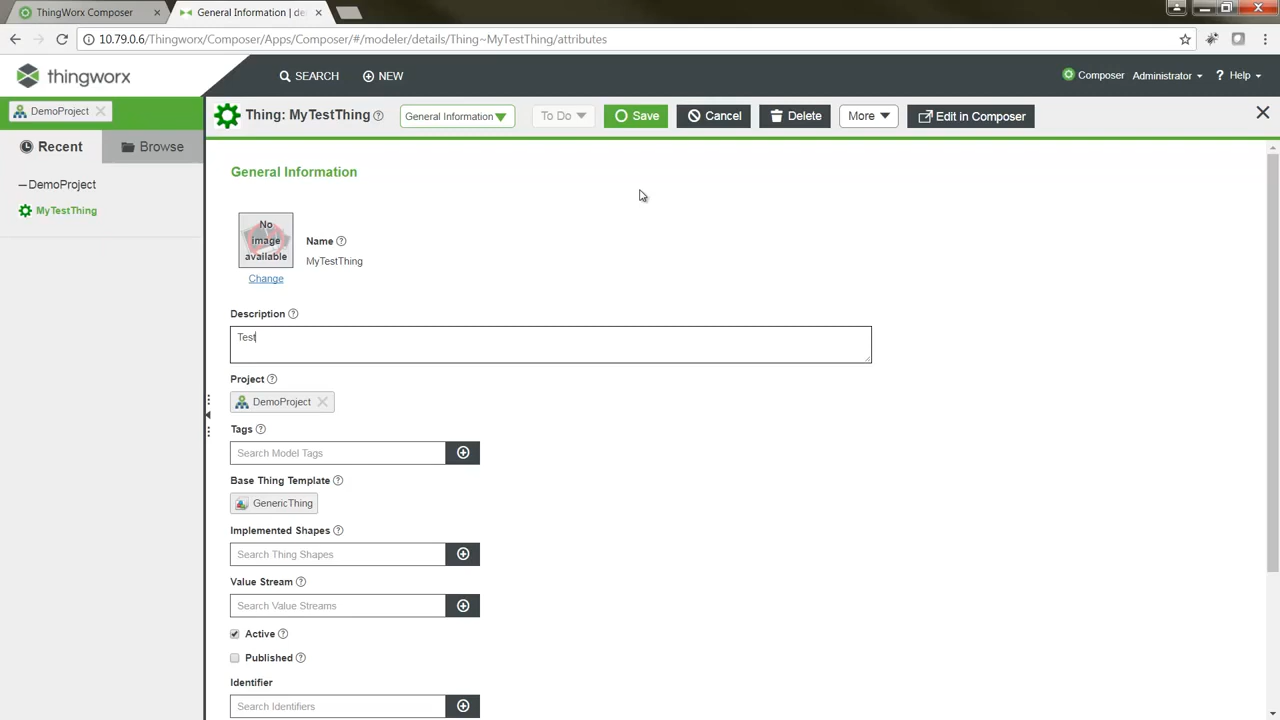 ThingWorx Composer
General Information | de
10.79.0.6/Thingworx/Composer/Apps/Composer/#/modeler/details/Thing~MyTestThing/attributes
thingworx
SEARCH
NEW
Composer
Administrator
? Help
DemoProject
Thing: MyTestThing
General Information
To Do
Save
Cancel
Delete
More
Edit in Composer
Recent
Browse
DemoProject
MyTestThing
General Information
No
image
available
Change
Name
MyTestThing
Description
Test
Project
DemoProject
Tags
Search Model Tags
Base Thing Template
GenericThing
Implemented Shapes
Search Thing Shapes
Value Stream
Search Value Streams
Active
Published
Identifier
Search Identifiers